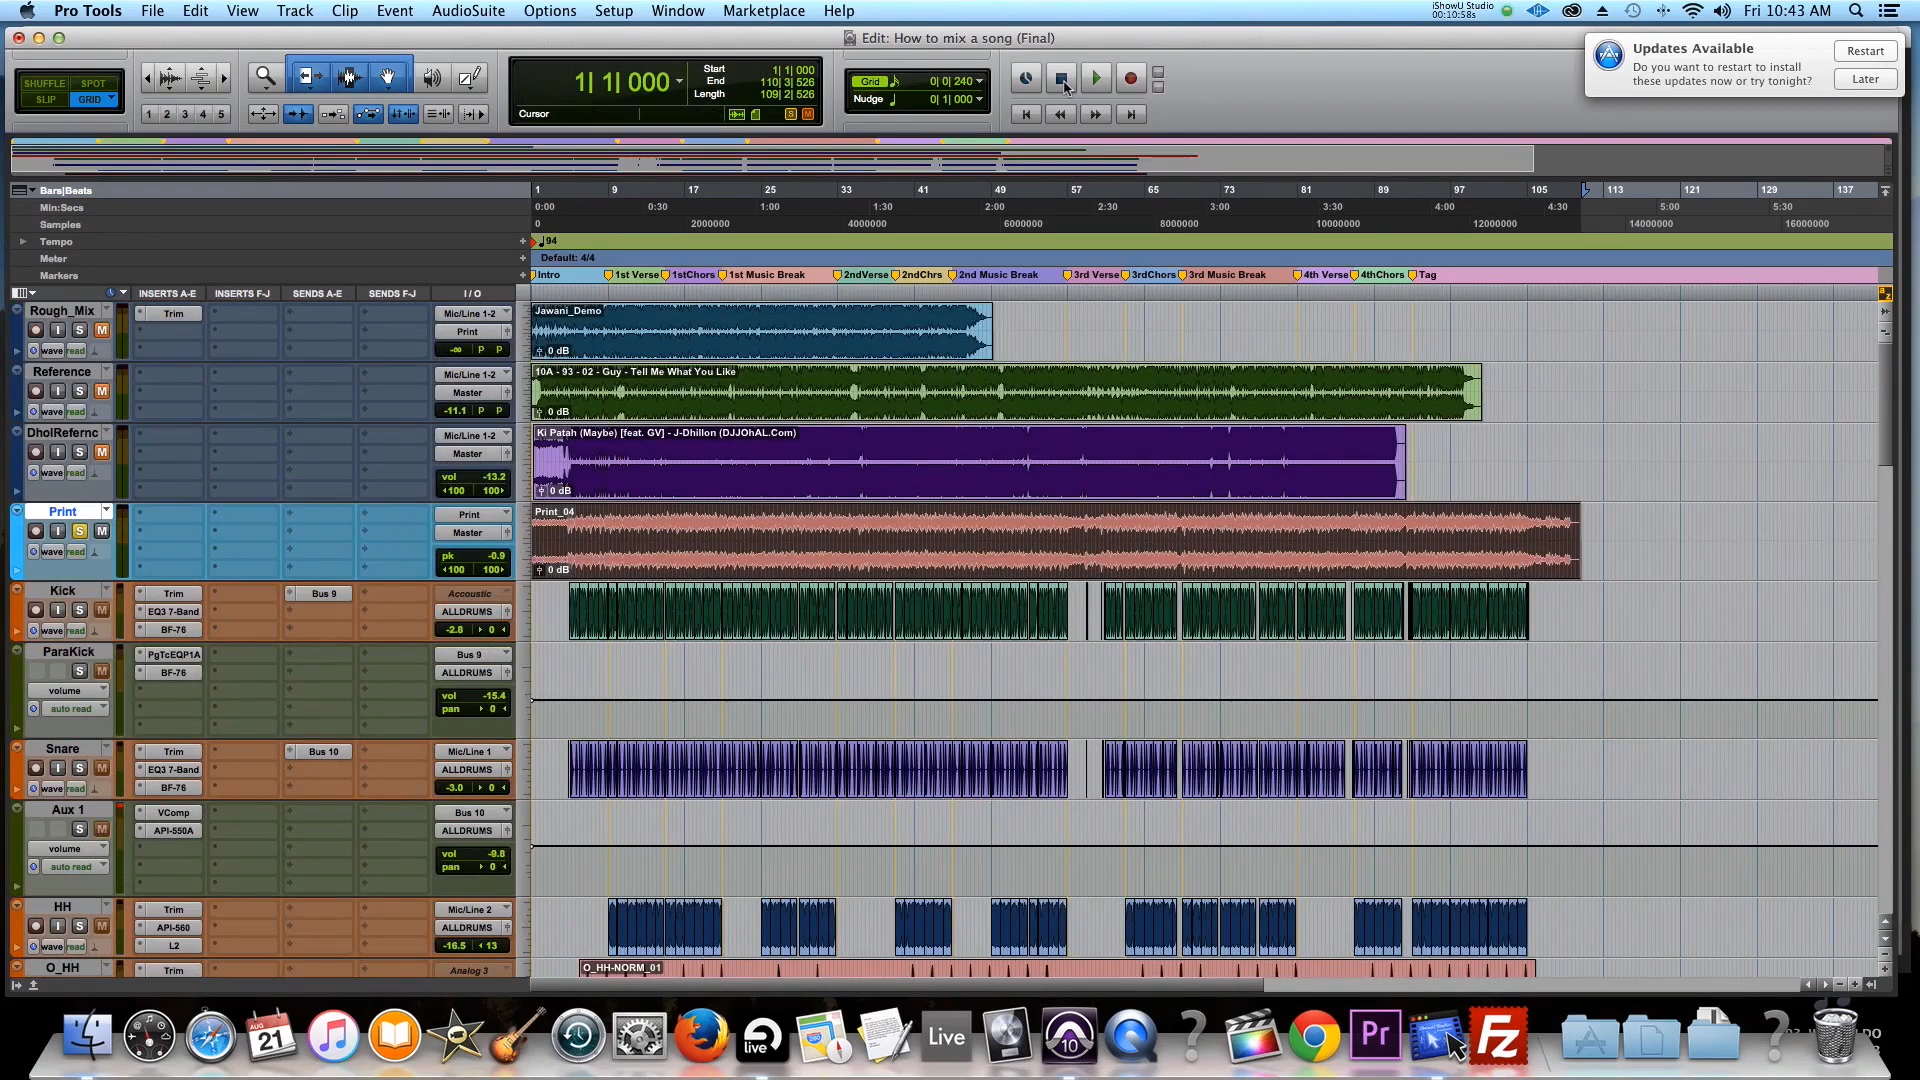 Pro Tools File Edit View Track Clip Event AudioSuite Options Setup Window Marketplace Help
iShowU Studio
00:10:58s
Fri 10:43 AM
Edit: How to mix a song (Final)
Updates Available
Do you want to restart to install
these updates now or try tonight?
Restart
Later
SHUFFLE SPOT
SLIP GRID
1 2 3 4 5
1| 1| 000
Start 1| 1| 000
End 110| 3| 526
Length 109| 2| 526
Cursor
Grid 0| 0| 240
Nudge 0| 1| 000
Bars|Beats 1 9 17 25 33 41 49 57 65 73 81 89 97 105 113 121 129 137
Min:Secs 0:00 0:30 1:00 1:30 2:00 2:30 3:00 3:30 4:00 4:30 5:00 5:30
Samples 0 2000000 4000000 6000000 8000000 10000000 12000000 14000000 16000000
Tempo 94
Meter Default: 4/4
Markers Intro 1st Verse 1stChors 1st Music Break 2ndVerse 2ndChrs 2nd Music Break 3rd Verse 3rdChors 3rd Music Break 4th Verse 4thChors Tag
INSERTS A-E INSERTS F-J SENDS A-E SENDS F-J I / O
Rough_Mix Trim Mic/Line 1-2 Jawani_Demo
I S M Print
wave read -∞ p p 0 dB
Reference Mic/Line 1-2 10A - 93 - 02 - Guy - Tell Me What You Like
I S M Master
wave read -11.1 p p 0 dB
DholRefernc Mic/Line 1-2 Ki Patah (Maybe) [feat. GV] - J-Dhillon (DJJOhAL.Com)
I S M Master
wave read vol -13.2
100 100 0 dB
Print Print Print_04
I S M Master
wave read pk -0.9
100 100 0 dB
Kick Trim Bus 9 Accoustic
I S M EQ3 7-Band ALLDRUMS
wave read BF-76 -2.8 0
ParaKick PgTcEQP1A Bus 9
S M BF-76 ALLDRUMS
volume vol -15.4
auto read pan 0
Snare Trim Bus 10 Mic/Line 1
I S M EQ3 7-Band ALLDRUMS
wave read BF-76 -3.0 0
Aux 1 VComp Bus 10
S M API-550A ALLDRUMS
volume vol -9.8
auto read pan 0
HH Trim Mic/Line 2
I S M API-560 ALLDRUMS
wave read L2 -16.5 13
O_HH Trim Analog 3 O_HH-NORM_01
AUG
21
live
Live
10
Pr
Fz